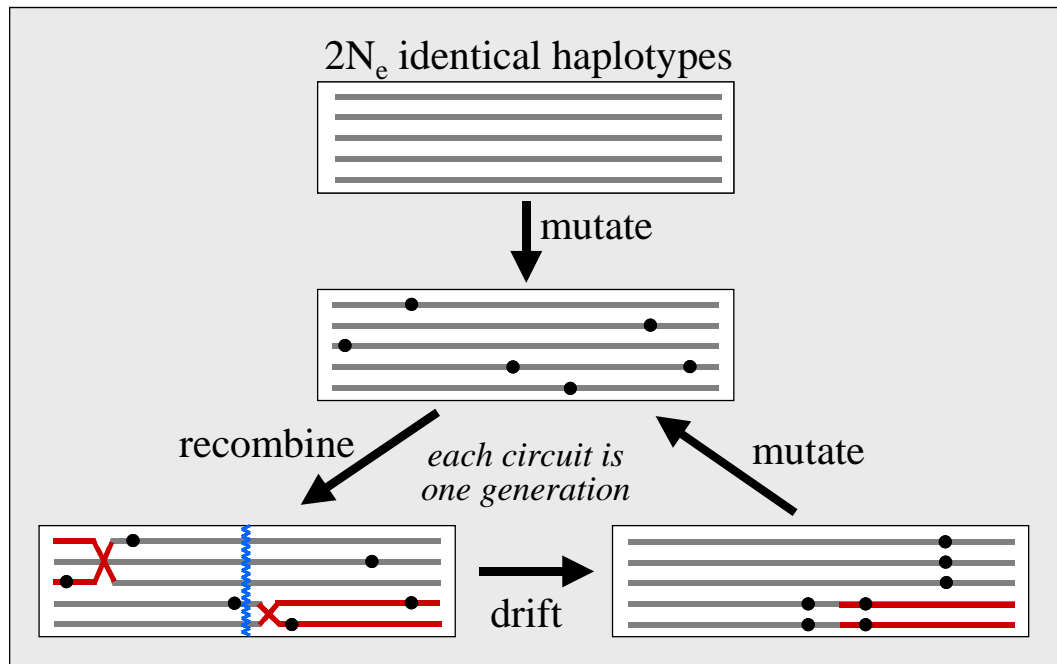 2Ne identical haplotypes
mutate
recombine
each circuit is
one generation
mutate
drift